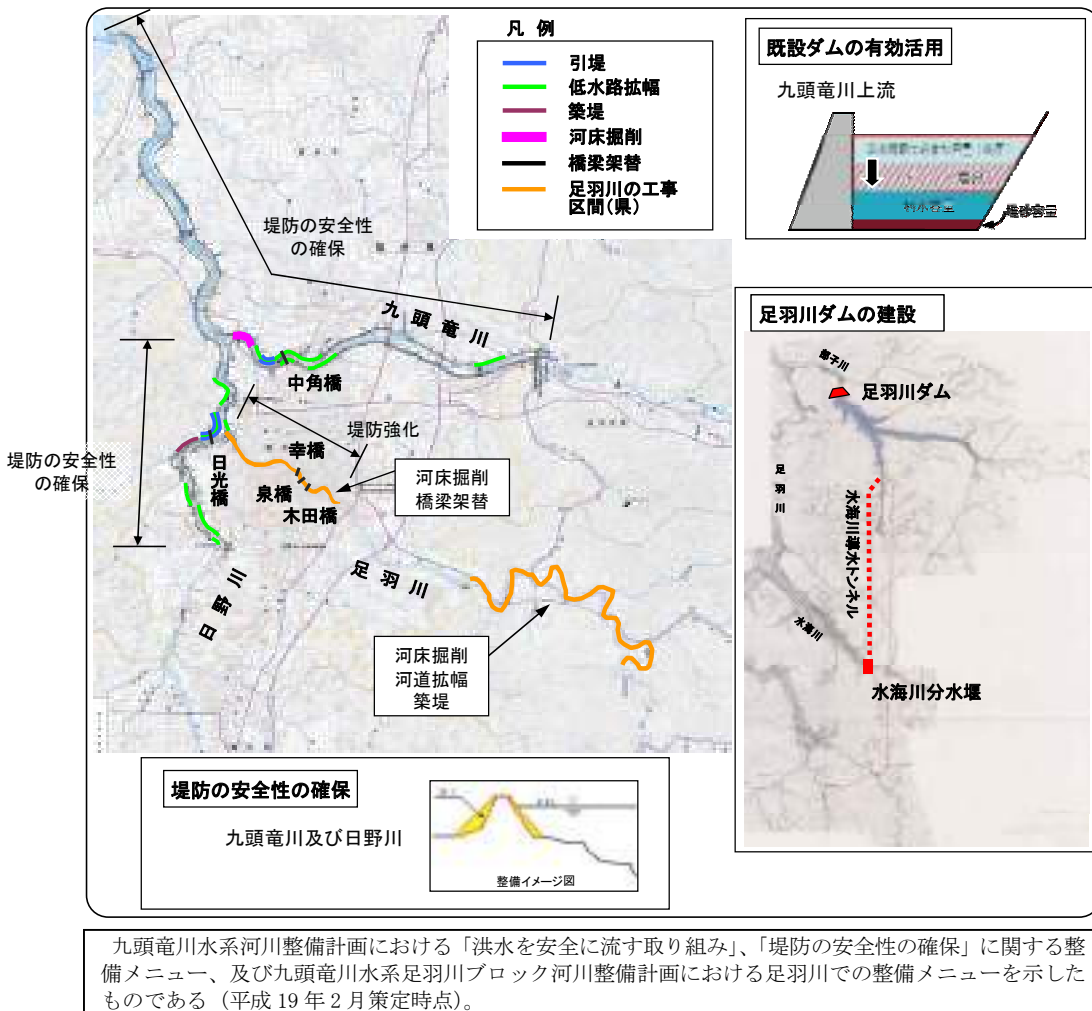 凡 例
引堤
低水路拡幅
築堤
河床掘削
橋梁架替
足羽川の工事
区間(県)
既設ダムの有効活用
九頭竜川上流
利水容量
堆砂容量
堤防の安全性
の確保
九頭竜川
中角橋
堤防強化
幸橋
泉橋
木田橋
日光橋
堤防の安全性
の確保
河床掘削
橋梁架替
足羽川
日野川
河床掘削
河道拡幅
築堤
足羽川ダムの建設
部子川
足羽川ダム
足羽川
水海川導水トンネル
水海川
水海川分水堰
堤防の安全性の確保
九頭竜川及び日野川
整備イメージ図
九頭竜川水系河川整備計画における「洪水を安全に流す取り組み」、「堤防の安全性の確保」に関する整
備メニュー、及び九頭竜川水系足羽川ブロック河川整備計画における足羽川での整備メニューを示した
ものである（平成 19 年 2 月策定時点）。